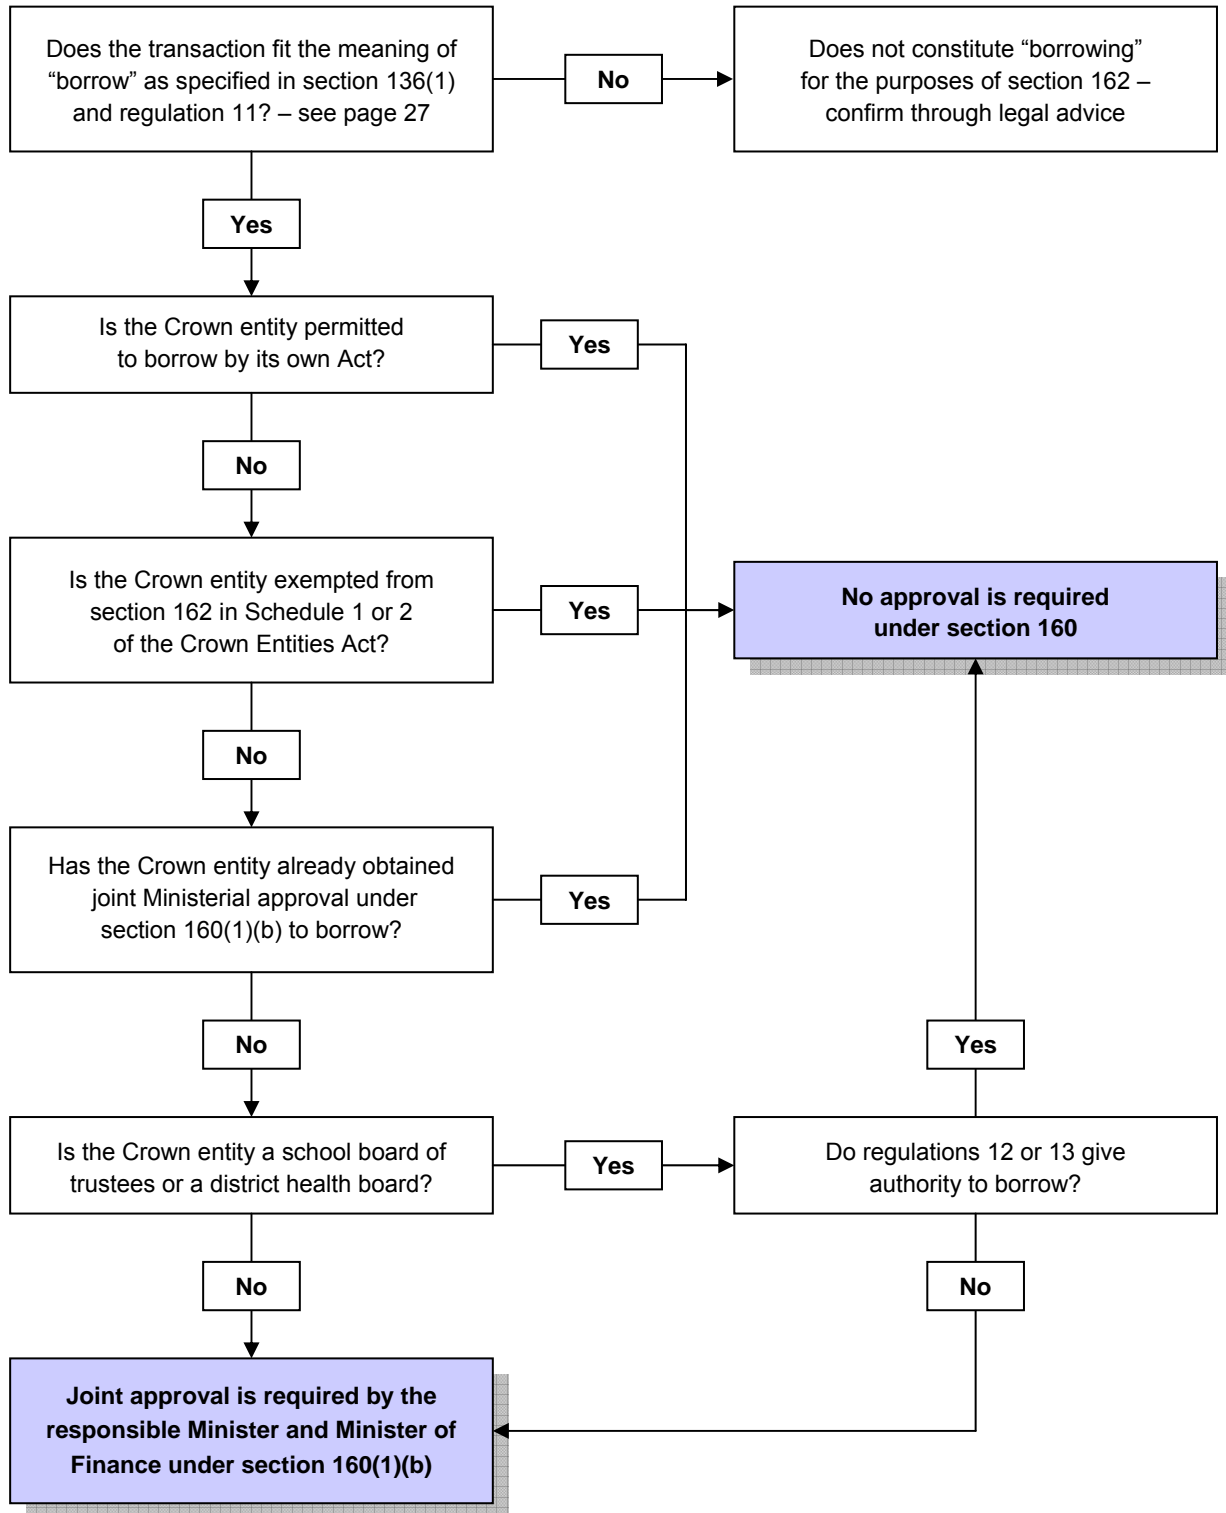 Does the transaction fit the meaning of
“borrow” as specified in section 136(1)
and regulation 11? – see page 27
No
Does not constitute “borrowing”
for the purposes of section 162 –
confirm through legal advice
Yes
Is the Crown entity permitted
to borrow by its own Act?
Yes
No
Is the Crown entity exempted from
section 162 in Schedule 1 or 2
of the Crown Entities Act?
Yes
No approval is required
under section 160
No
Has the Crown entity already obtained
joint Ministerial approval under
section 160(1)(b) to borrow?
Yes
No
Yes
Is the Crown entity a school board of
trustees or a district health board?
Yes
Do regulations 12 or 13 give
authority to borrow?
No
No
Joint approval is required by the
responsible Minister and Minister of
Finance under section 160(1)(b)